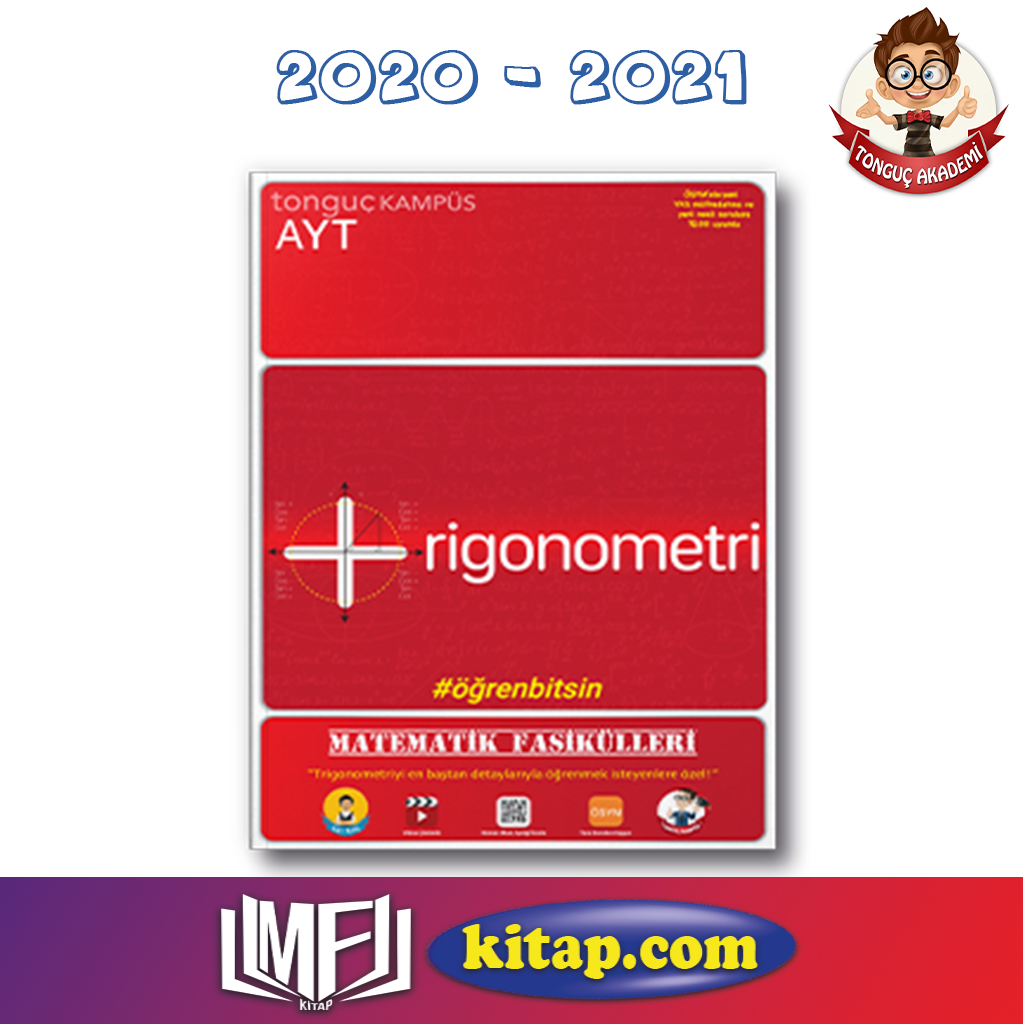 2020 - 2021
TONGUÇ AKADEMİ
tonguç KAMPÜS
AYT
rigonometri
#öğrenbitsin
MATEMATİK FASİKÜLLERİ
"Trigonometriyi en baştan detaylarıyla öğrenmek isteyenlere özel!"
ÖSYM
MF
KİTAP
kitap.com